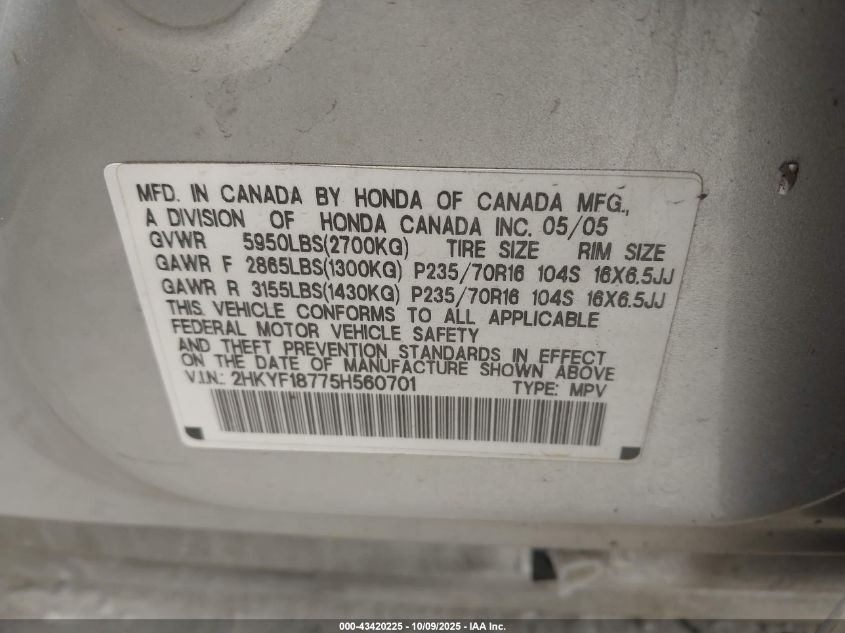 MFD. IN CANADA BY HONDA OF CANADA MFG.,
A DIVISION OF HONDA CANADA INC. 05/05
GVWR 5950LBS(2700KG) TIRE SIZE RIM SIZE
GAWR F 2865LBS(1300KG) P235/70R16 104S 16X6.5JJ
GAWR R 3155LBS(1430KG) P235/70R16 104S 16X6.5JJ
THIS VEHICLE CONFORMS TO ALL APPLICABLE
FEDERAL MOTOR VEHICLE SAFETY
AND THEFT PREVENTION STANDARDS IN EFFECT
ON THE DATE OF MANUFACTURE SHOWN ABOVE
V.I.N.: 2HKYF18775H560701 TYPE: MPV
000-43420225 - 10/09/2025 - IAA Inc.